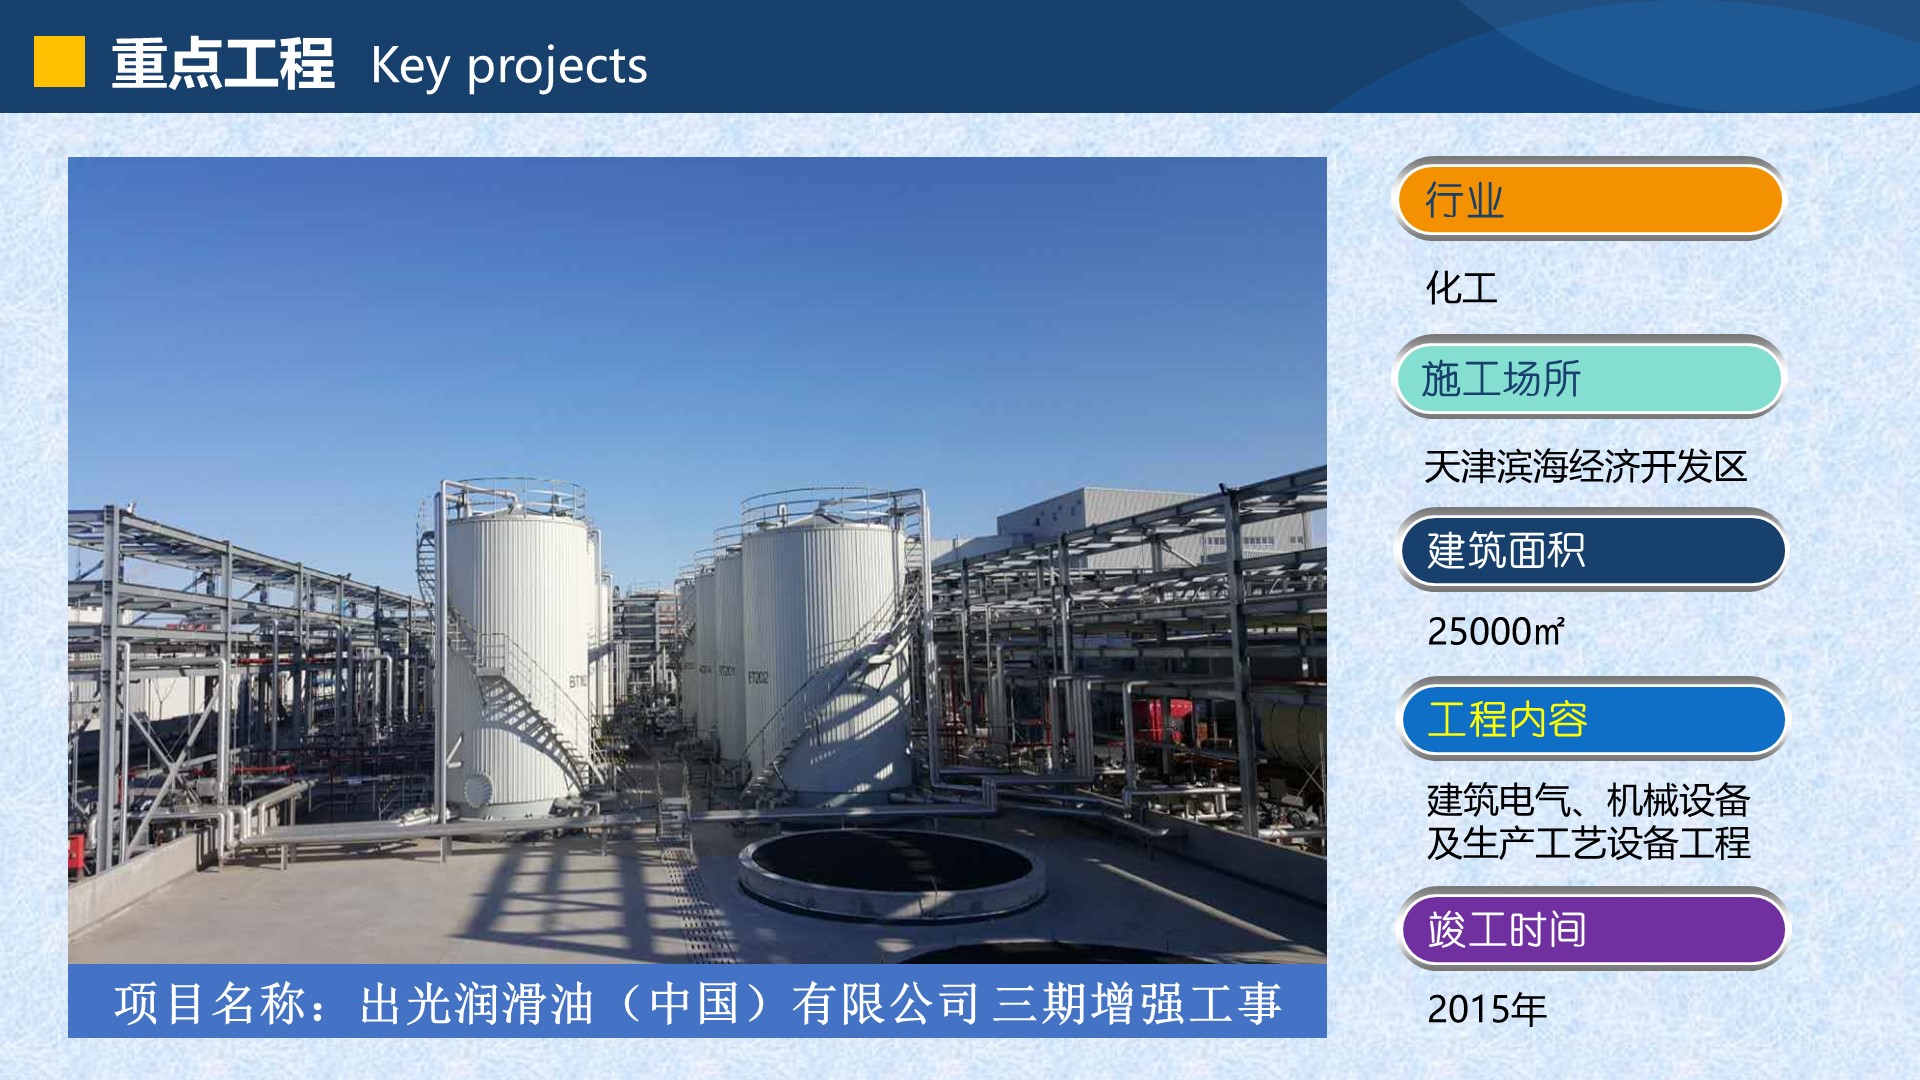 重点工程 Key projects
行业
化工
施工场所
天津滨海经济开发区
建筑面积
25000㎡
工程内容
建筑电气、机械设备
及生产工艺设备工程
竣工时间
2015年
BT202
项目名称：出光润滑油（中国）有限公司 三期增强工事